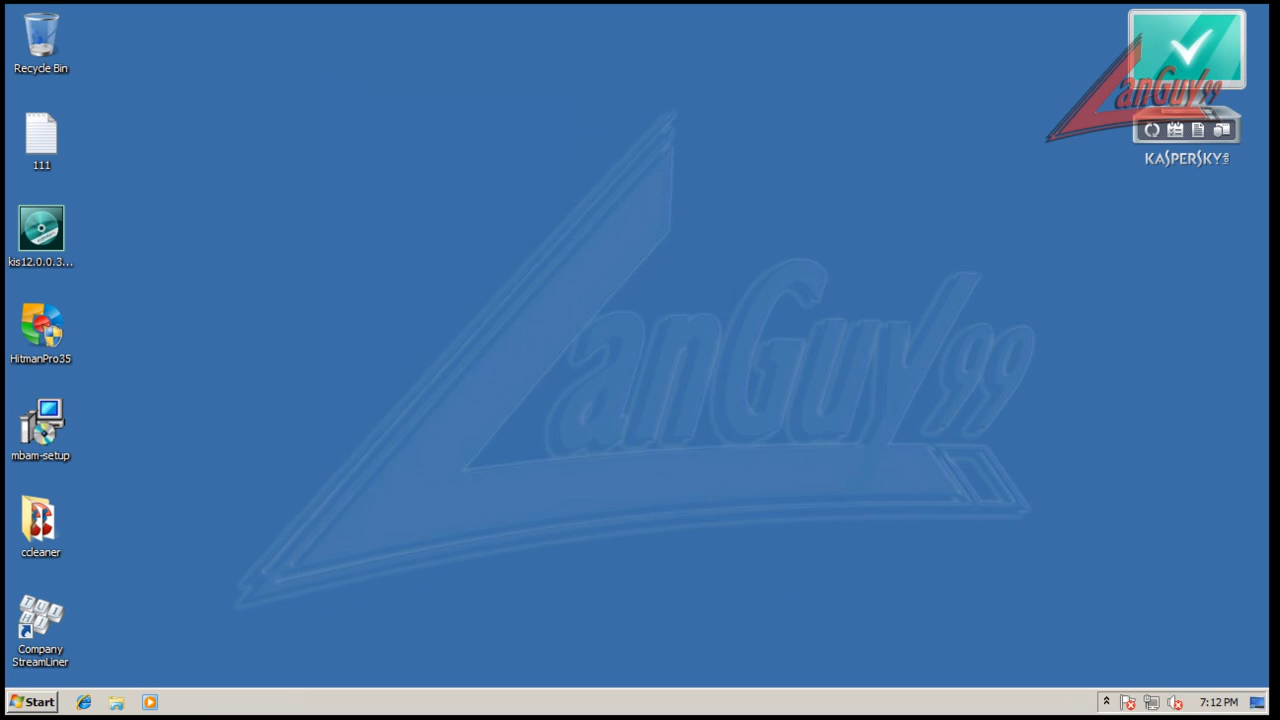 Recycle Bin
111
kis12.0.0.3...
HitmanPro35
mbam-setup
ccleaner
Company
StreamLiner
LanGuy99
LanGuy99
KASPERSKY
Start
7:12 PM